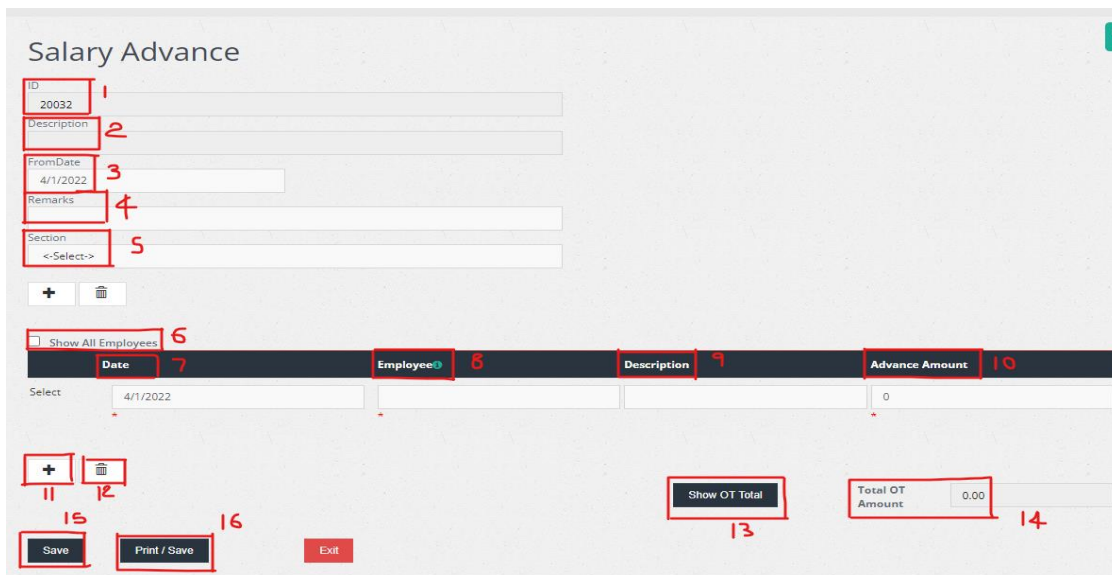 Salary Advance
ID 1
20032
Description 2
FromDate 3
4/1/2022
Remarks 4
Section 5
<-Select->
Show All Employees 6
Date 7 Employee 8 Description 9 Advance Amount 10
Select 4/1/2022 0
* * *
11 12
Show OT Total Total OT Amount 0.00
13 14
15 16
Save Print / Save Exit